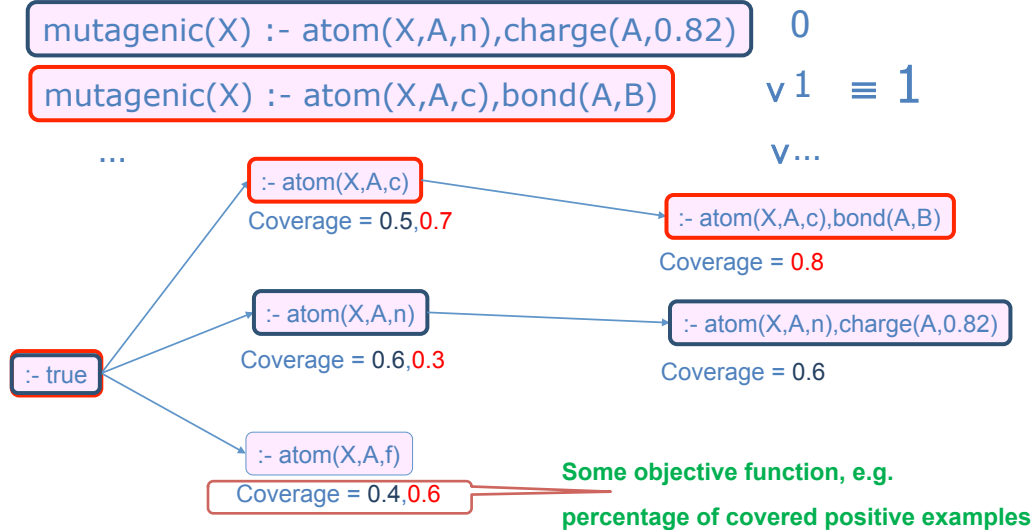 mutagenic(X) :- atom(X,A,n),charge(A,0.82) 0
mutagenic(X) :- atom(X,A,c),bond(A,B) v 1 ≡ 1
... v...
:- atom(X,A,c)
Coverage = 0.5,0.7
:- atom(X,A,c),bond(A,B)
Coverage = 0.8
:- atom(X,A,n)
Coverage = 0.6,0.3
:- atom(X,A,n),charge(A,0.82)
Coverage = 0.6
:- true
:- atom(X,A,f)
Coverage = 0.4,0.6
Some objective function, e.g.
percentage of covered positive examples